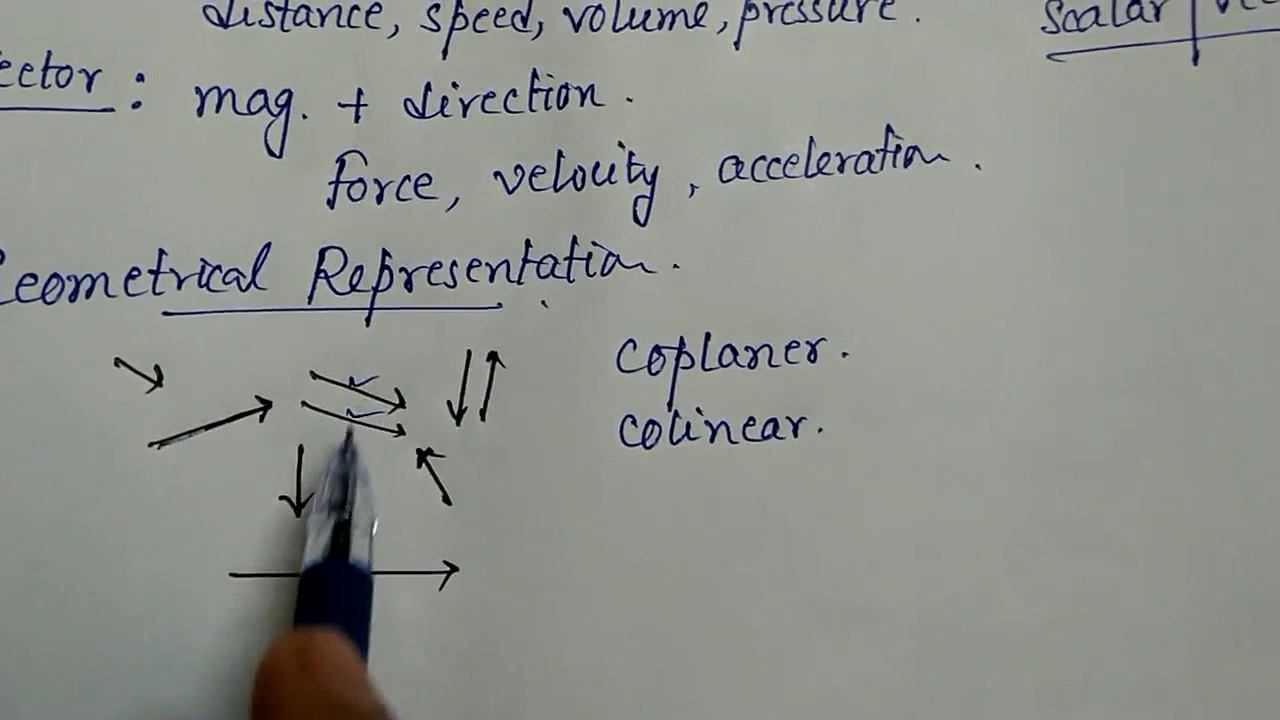 distance, speed, volume, pressure.
Scalar
ector : mag. + direction.
force, velocity, acceleration.
eometrical Representation.
coplaner.
colinear.